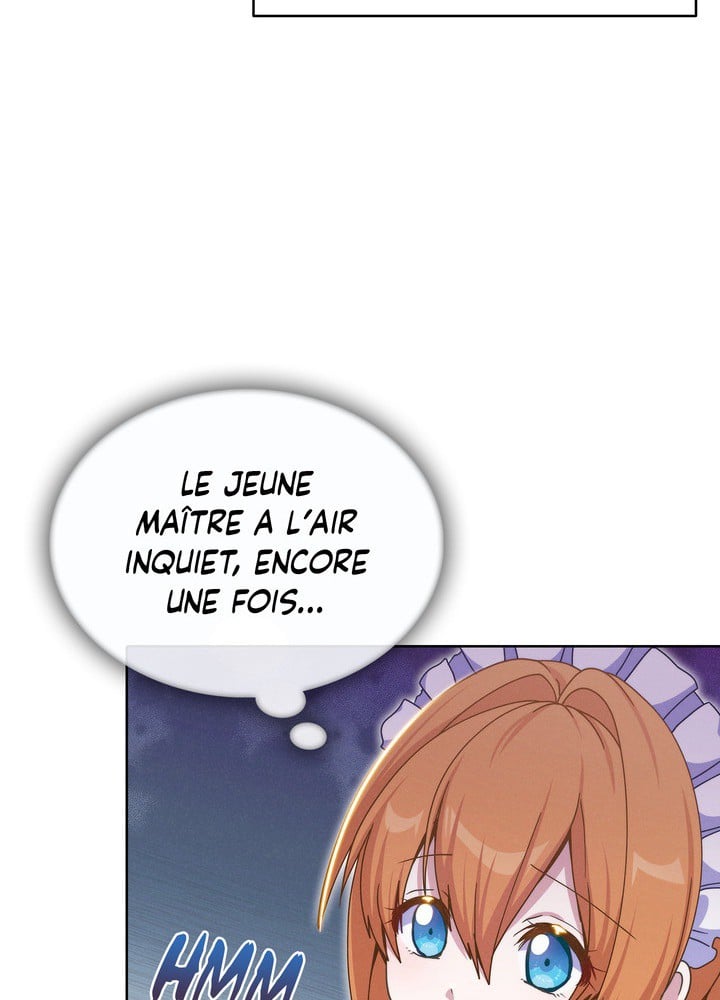 LE JEUNE
MAÎTRE A L'AIR
INQUIET, ENCORE
UNE FOIS...
HMM